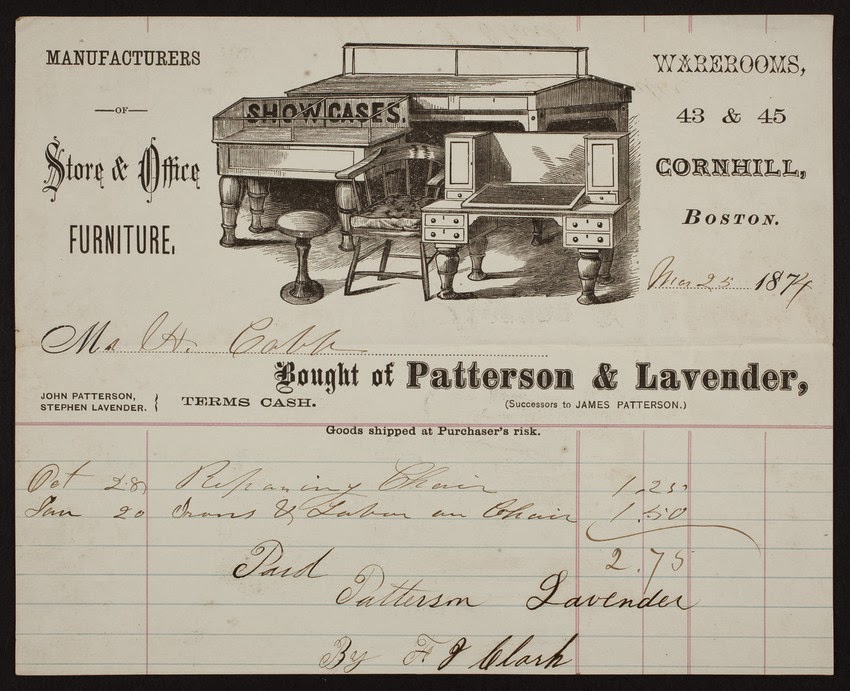 MANUFACTURERS
OF
Store & Office
FURNITURE,
SHOW CASES.
WAREROOMS,
43 & 45
CORNHILL,
BOSTON.
Mar 25 1874
Mr H. Cobb
Bought of Patterson & Lavender,
JOHN PATTERSON,
STEPHEN LAVENDER.
TERMS CASH.
(Successors to JAMES PATTERSON.)
Goods shipped at Purchaser's risk.
Oct 28 Repairing Chair 1.25
Jan 20 Irons & Labor on Chair 1.50
2.75
Paid
Patterson Lavender
By F J Clark